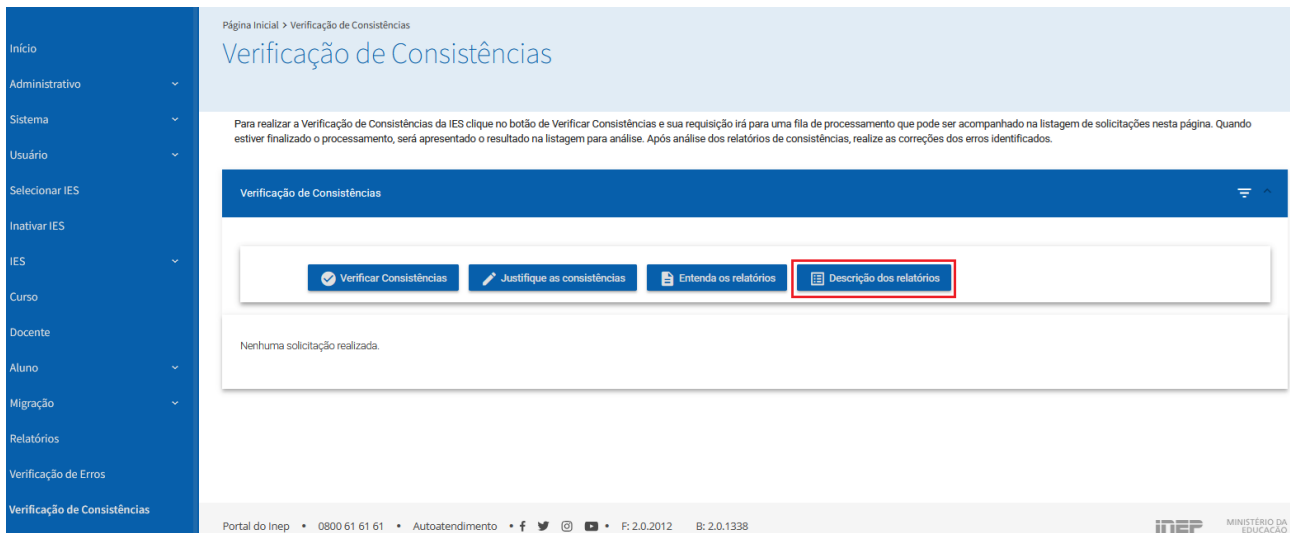 Página Inicial > Verificação de Consistências
Verificação de Consistências
Início
Administrativo
Sistema
Usuário
Selecionar IES
Inativar IES
IES
Curso
Docente
Aluno
Migração
Relatórios
Verificação de Erros
Verificação de Consistências
Para realizar a Verificação de Consistências da IES clique no botão de Verificar Consistências e sua requisição irá para uma fila de processamento que pode ser acompanhado na listagem de solicitações nesta página. Quando
estiver finalizado o processamento, será apresentado o resultado na listagem para análise. Após análise dos relatórios de consistências, realize as correções dos erros identificados.
Verificação de Consistências
Verificar Consistências Justifique as consistências Entenda os relatórios Descrição dos relatórios
Nenhuma solicitação realizada.
Portal do Inep • 0800 61 61 61 • Autoatendimento • • F: 2.0.2012 B: 2.0.1338
inep
MINISTÉRIO DA
EDUCAÇÃO